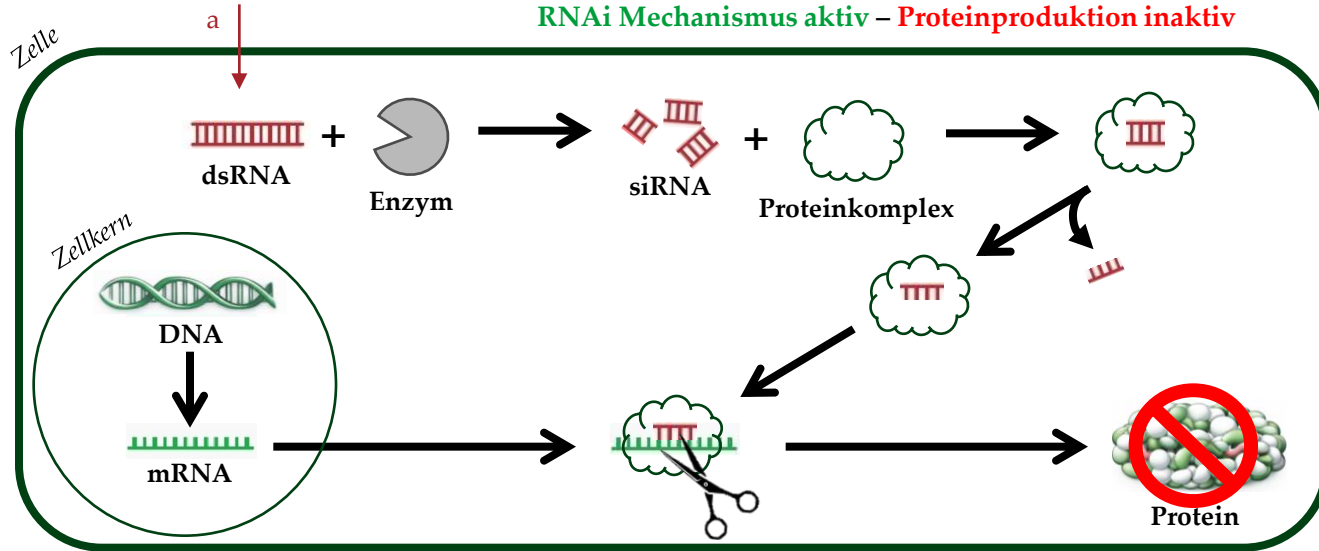 a
RNAi Mechanismus aktiv – Proteinproduktion inaktiv
Zelle
dsRNA
+
Enzym
siRNA
+
Proteinkomplex
Zellkern
DNA
mRNA
Protein